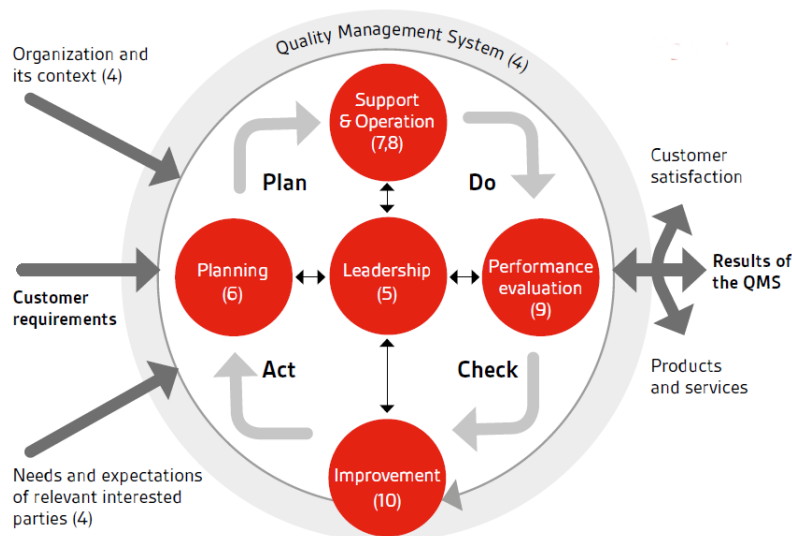 Quality Management System (4)
Organization and
its context (4)
Support
& Operation
(7,8)
Customer
satisfaction
Plan
Do
Planning
(6)
Leadership
(5)
Performance
evaluation
(9)
Results of
the QMS
Customer
requirements
Act
Check
Products
and services
Needs and expectations
of relevant interested
parties (4)
Improvement
(10)